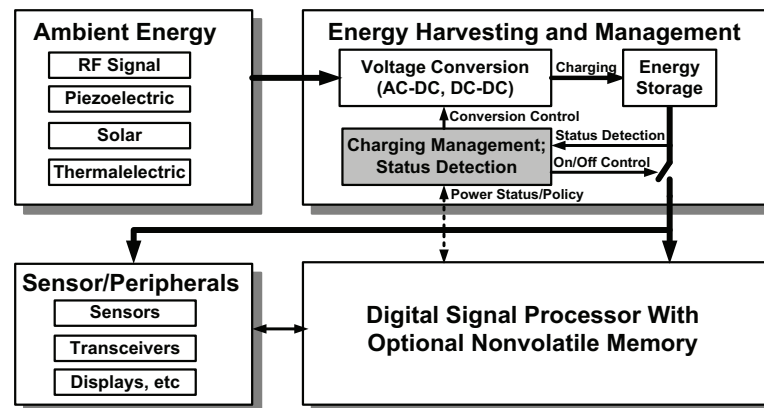 Ambient Energy
RF Signal
Piezoelectric
Solar
Thermalelectric
Energy Harvesting and Management
Voltage Conversion
(AC-DC, DC-DC)
Charging
Energy
Storage
Conversion Control
Charging Management;
Status Detection
Status Detection
On/Off Control
Power Status/Policy
Sensor/Peripherals
Sensors
Transceivers
Displays, etc
Digital Signal Processor With
Optional Nonvolatile Memory